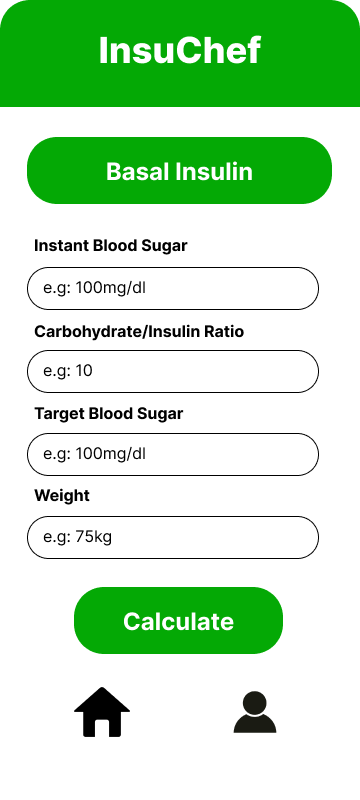 InsuChef
Basal Insulin
Instant Blood Sugar
e.g: 100mg/dl
Carbohydrate/Insulin Ratio
e.g: 10
Target Blood Sugar
e.g: 100mg/dl
Weight
e.g: 75kg
Calculate